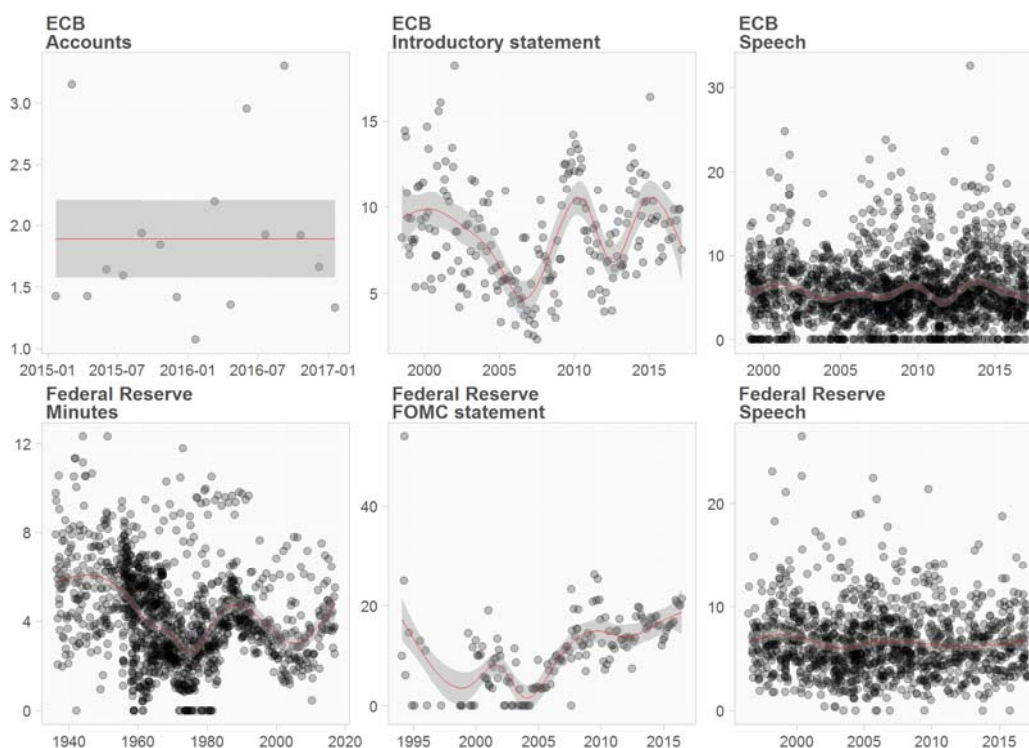 ECB
Accounts
3.0
2.5
2.0
1.5
1.0
2015-01 2015-07 2016-01 2016-07 2017-01
ECB
Introductory statement
15
10
5
2000 2005 2010 2015
ECB
Speech
30
20
10
0
2000 2005 2010 2015
Federal Reserve
Minutes
12
8
4
0
1940 1960 1980 2000 2020
Federal Reserve
FOMC statement
40
20
0
1995 2000 2005 2010 2015
Federal Reserve
Speech
20
10
0
2000 2005 2010 2015